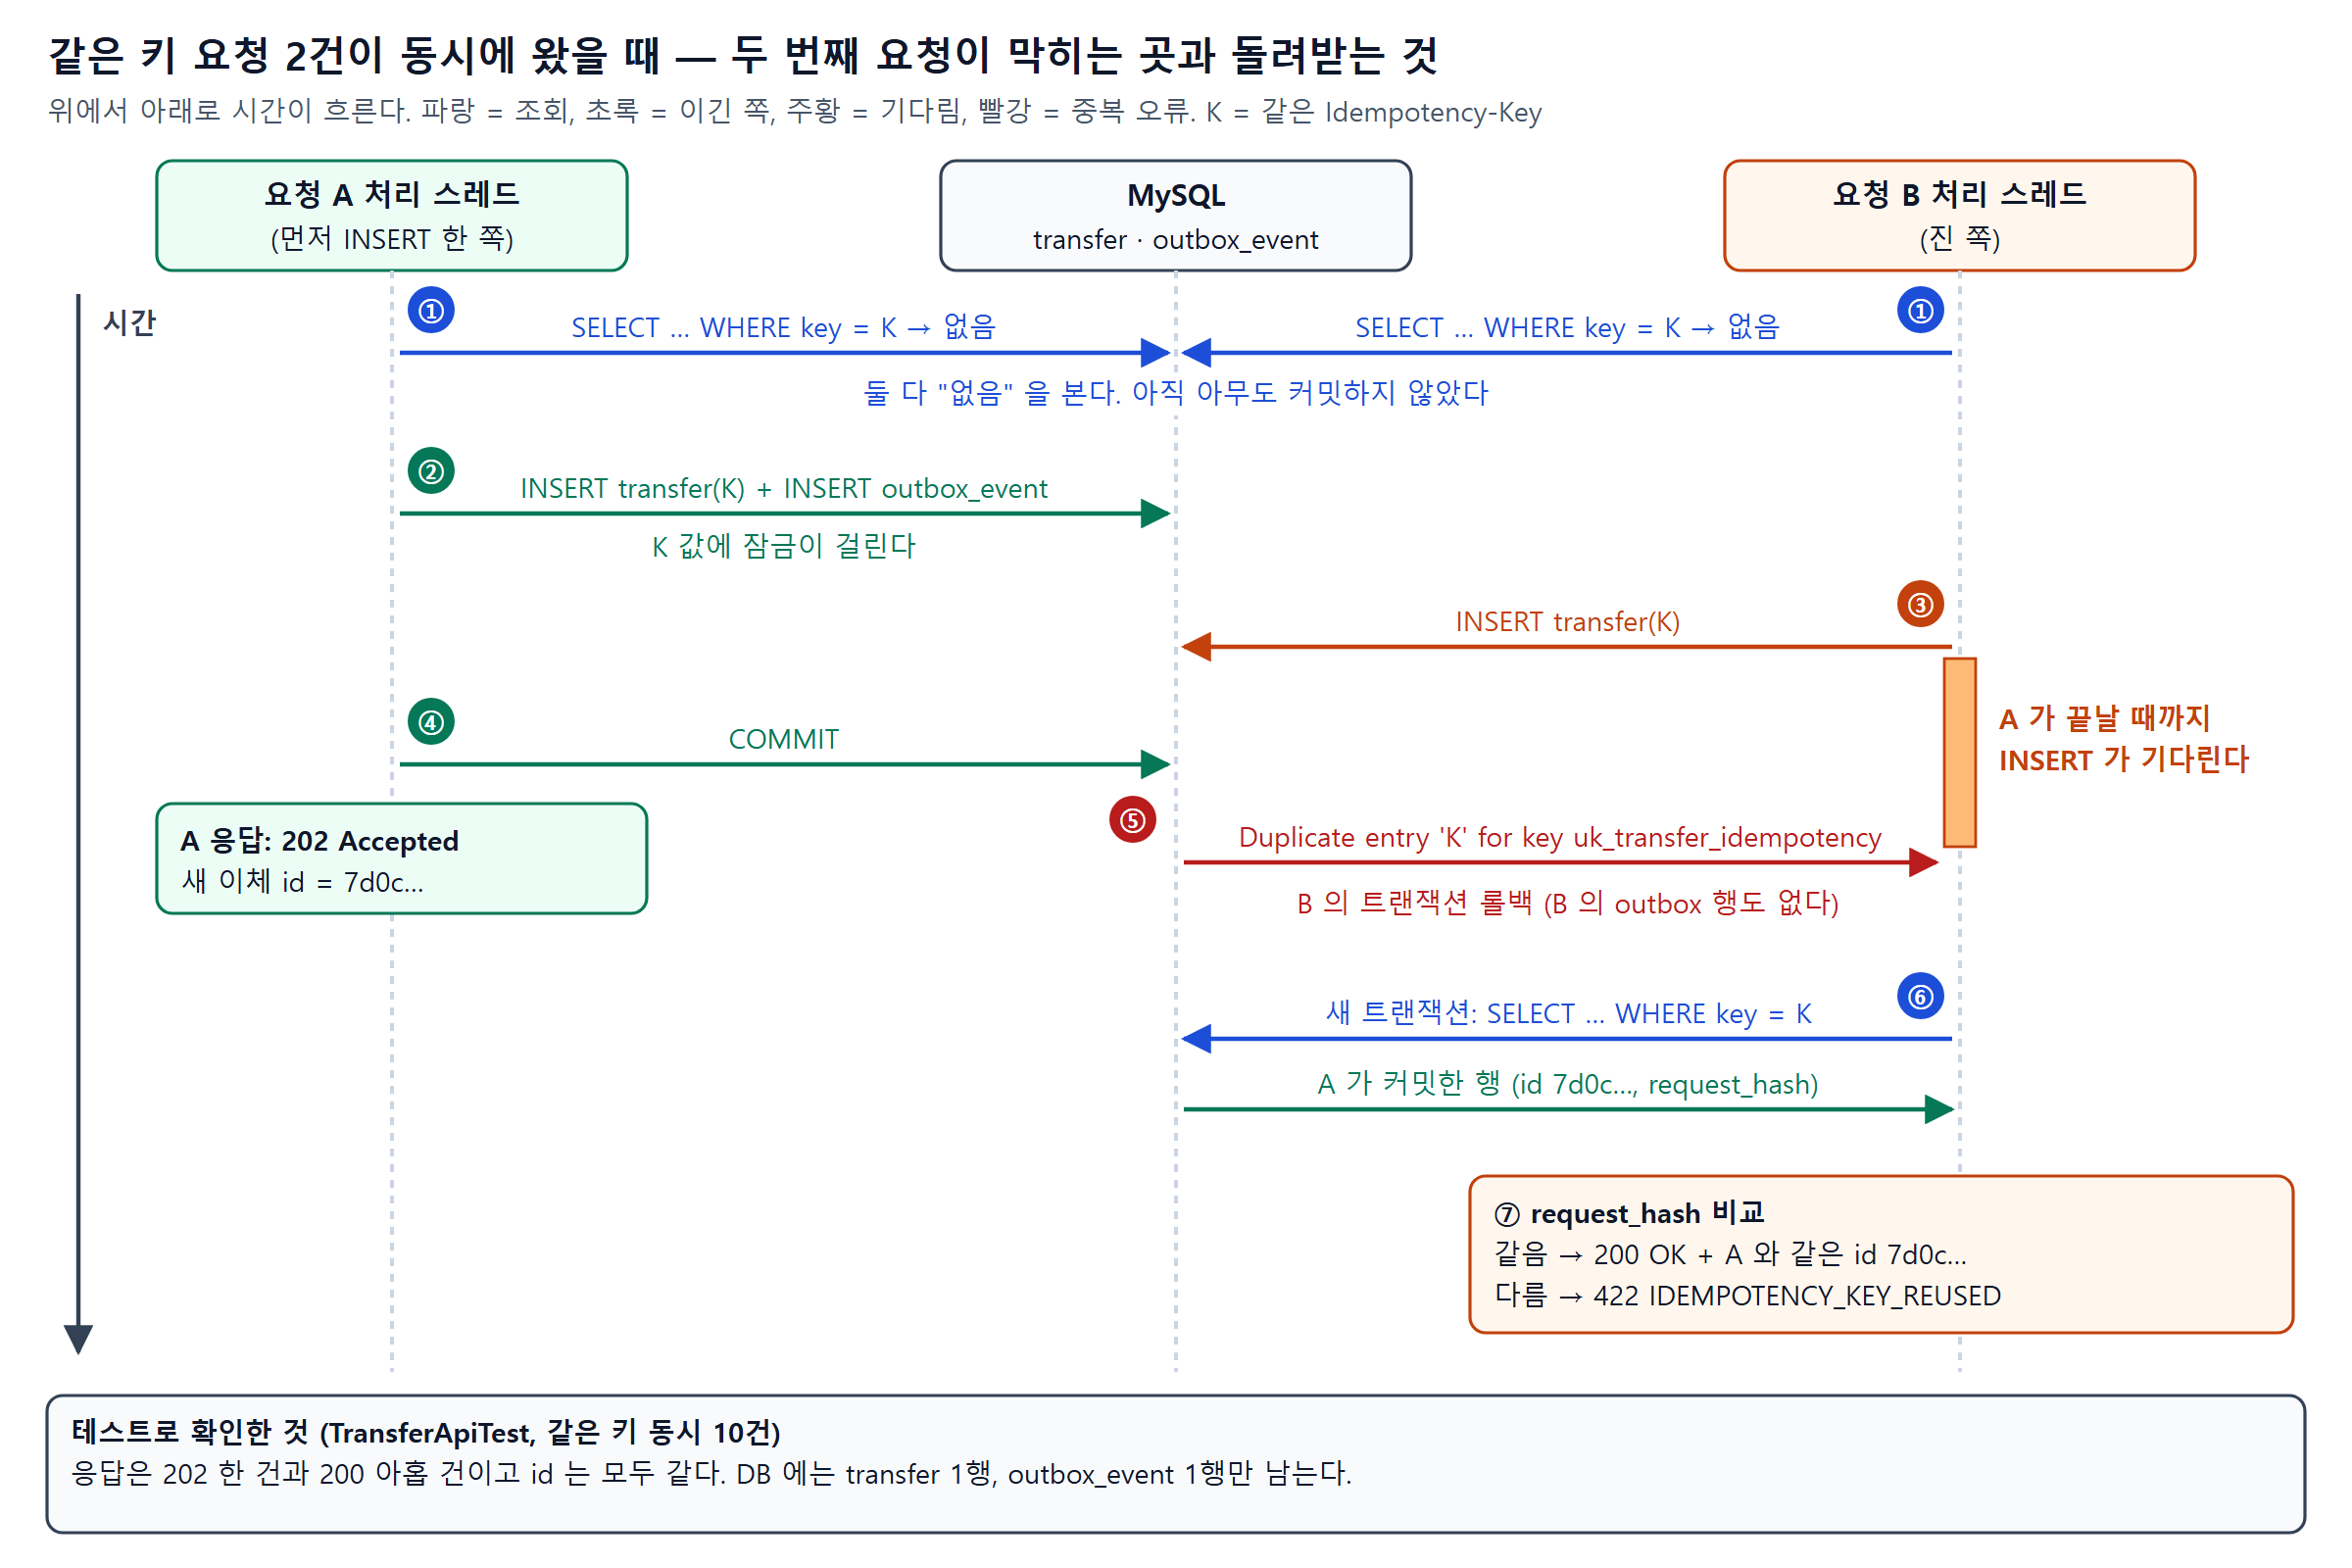 같은 키 요청 2건이 동시에 왔을 때 — 두 번째 요청이 막히는 곳과 돌려받는 것
위에서 아래로 시간이 흐른다. 파랑 = 조회, 초록 = 이긴 쪽, 주황 = 기다림, 빨강 = 중복 오류. K = 같은 Idempotency-Key
요청 A 처리 스레드
(먼저 INSERT 한 쪽)
MySQL
transfer · outbox_event
요청 B 처리 스레드
(진 쪽)
시간
①
SELECT ... WHERE key = K → 없음
SELECT ... WHERE key = K → 없음
①
둘 다 "없음" 을 본다. 아직 아무도 커밋하지 않았다
②
INSERT transfer(K) + INSERT outbox_event
K 값에 잠금이 걸린다
③
INSERT transfer(K)
④
COMMIT
A 가 끝날 때까지
INSERT 가 기다린다
A 응답: 202 Accepted
새 이체 id = 7d0c...
⑤
Duplicate entry 'K' for key uk_transfer_idempotency
B 의 트랜잭션 롤백 (B 의 outbox 행도 없다)
⑥
새 트랜잭션: SELECT ... WHERE key = K
A 가 커밋한 행 (id 7d0c..., request_hash)
⑦ request_hash 비교
같음 → 200 OK + A 와 같은 id 7d0c...
다름 → 422 IDEMPOTENCY_KEY_REUSED
테스트로 확인한 것 (TransferApiTest, 같은 키 동시 10건)
응답은 202 한 건과 200 아홉 건이고 id 는 모두 같다. DB 에는 transfer 1행, outbox_event 1행만 남는다.